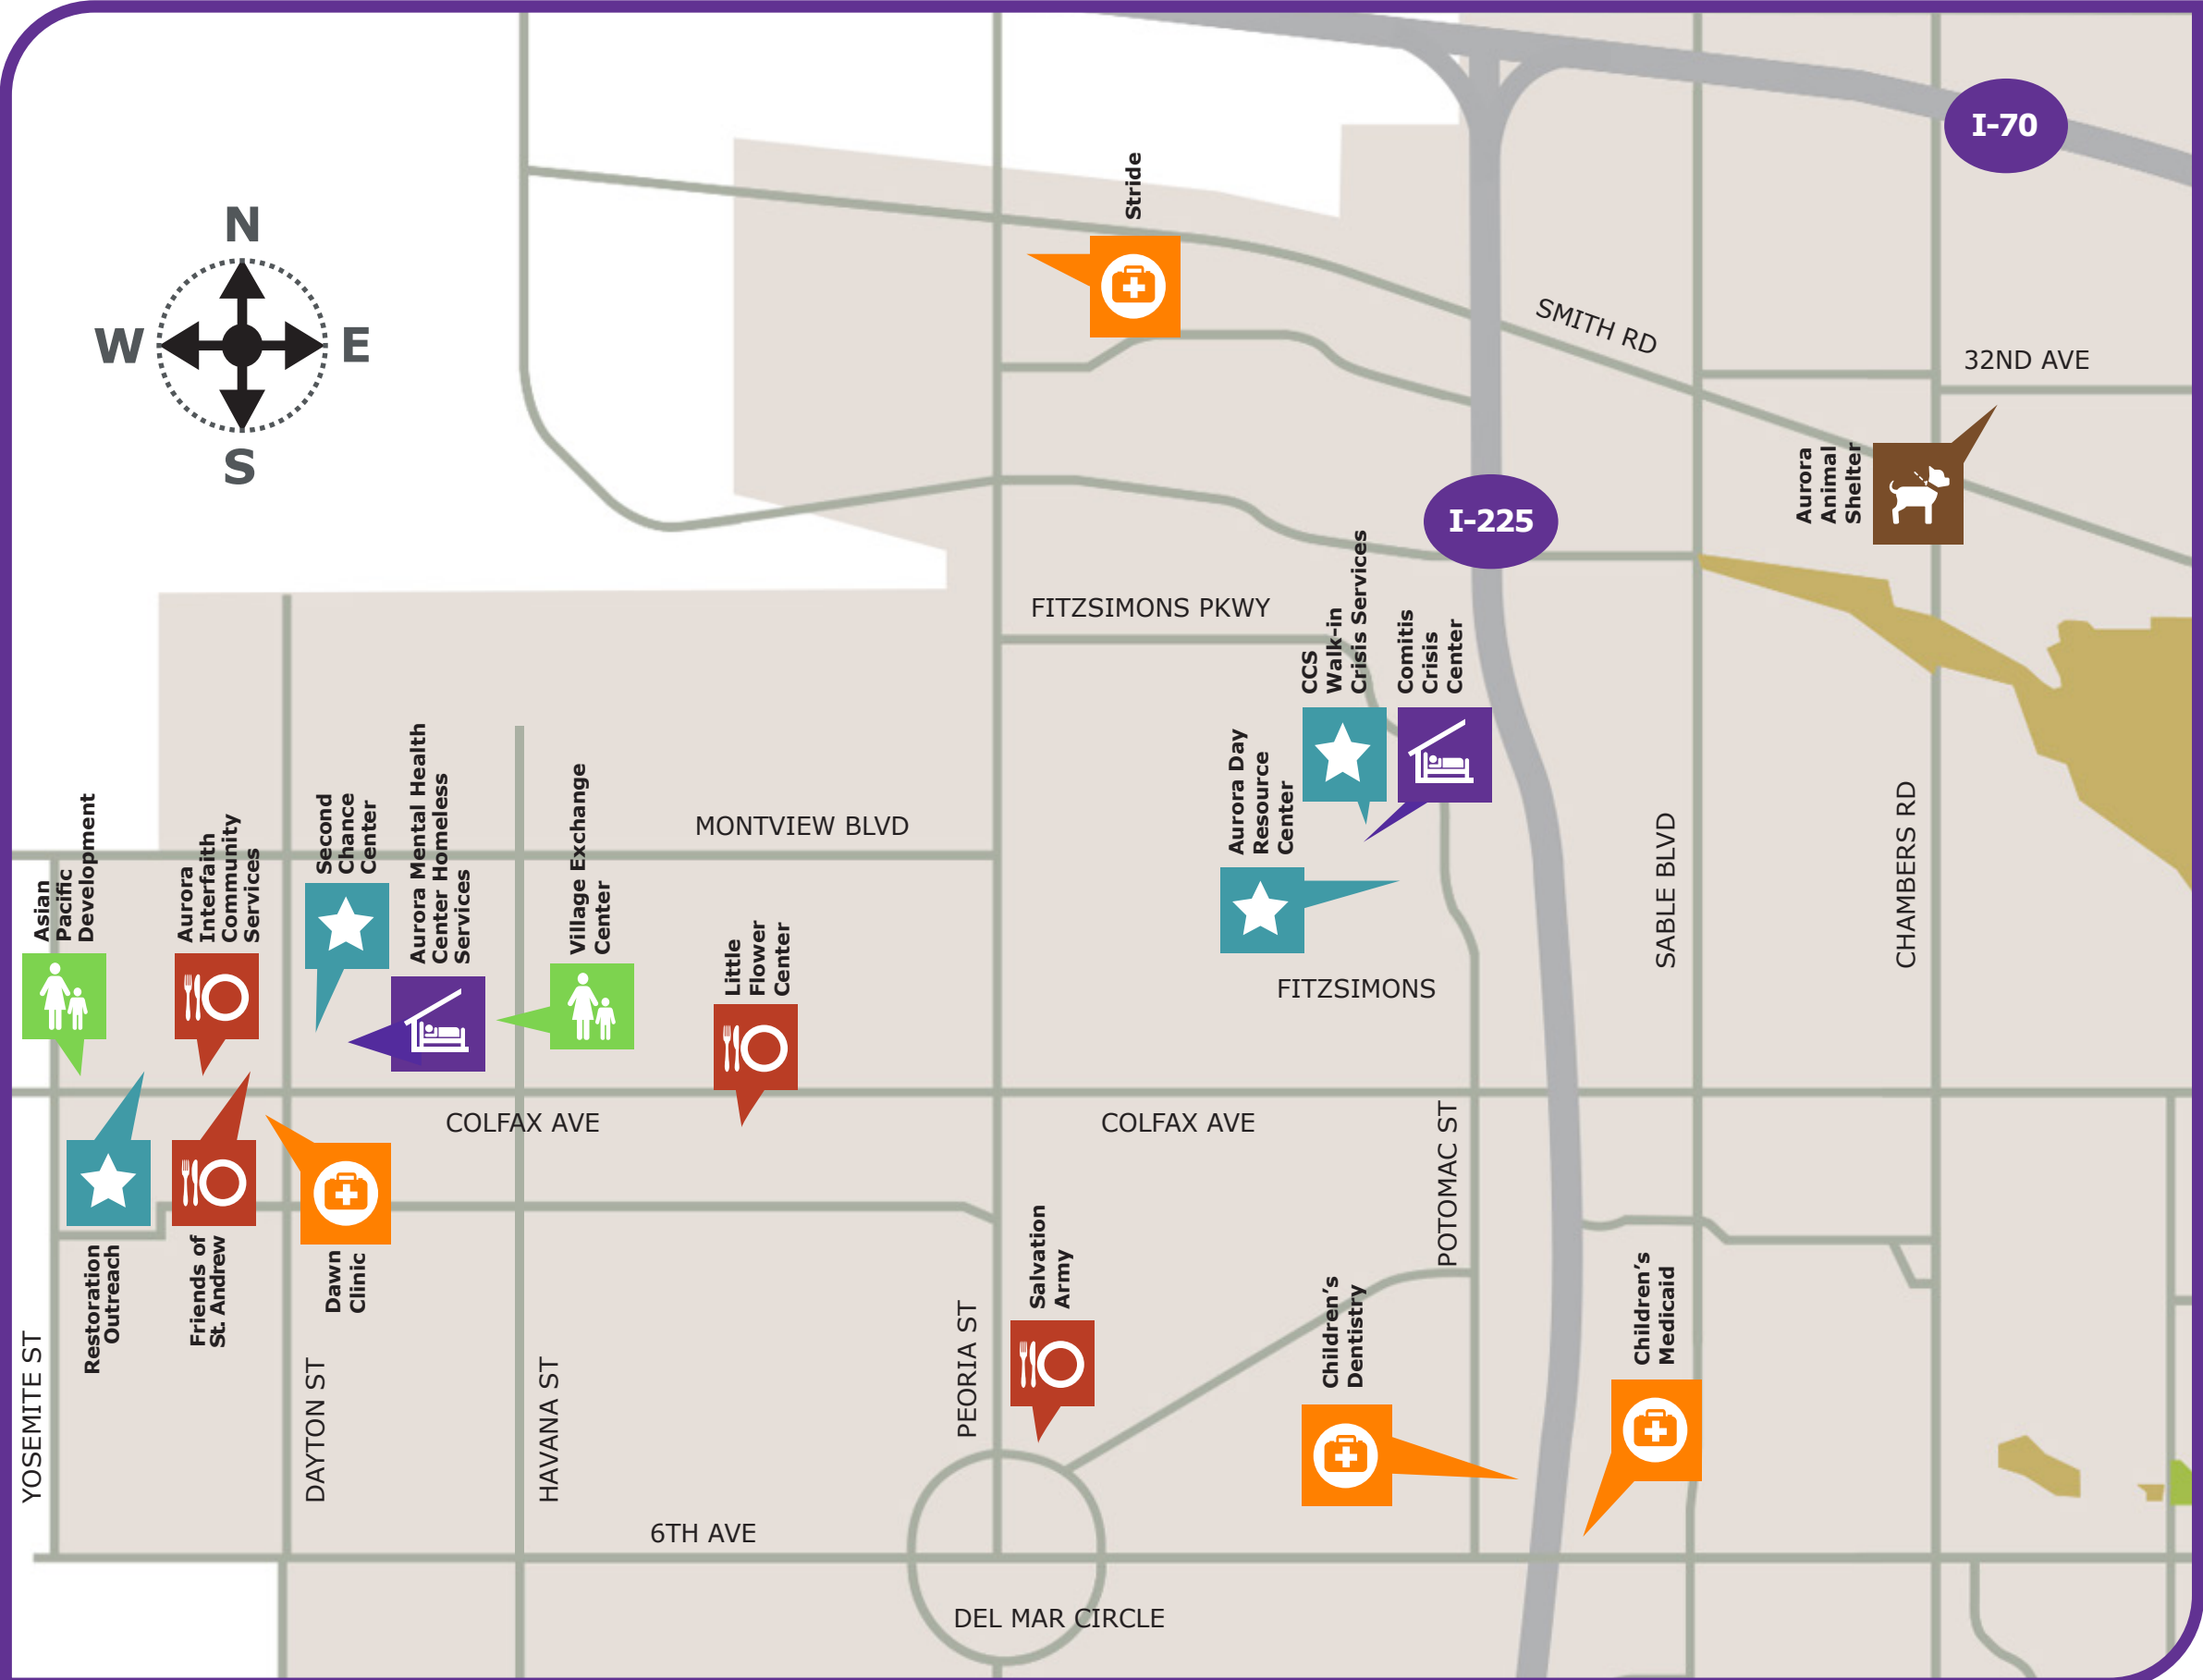 I-70
N
W
E
S
Stride
SMITH RD
32ND AVE
Aurora
Animal
Shelter
I-225
FITZSIMONS PKWY
CCS
Walk-in
Crisis Services
Comitis
Crisis
Center
Aurora Day
Resource
Center
MONTVIEW BLVD
Asian
Pacific
Development
Aurora
Interfaith
Community
Services
Second
Chance
Center
Aurora Mental Health
Center Homeless
Services
Village Exchange
Center
Little
Flower
Center
SABLE BLVD
CHAMBERS RD
FITZSIMONS
COLFAX AVE
COLFAX AVE
POTOMAC ST
Restoration
Outreach
Friends of
St. Andrew
Dawn
Clinic
Salvation
Army
Children’s
Dentistry
Children’s
Medicaid
YOSEMITE ST
DAYTON ST
HAVANA ST
PEORIA ST
6TH AVE
DEL MAR CIRCLE